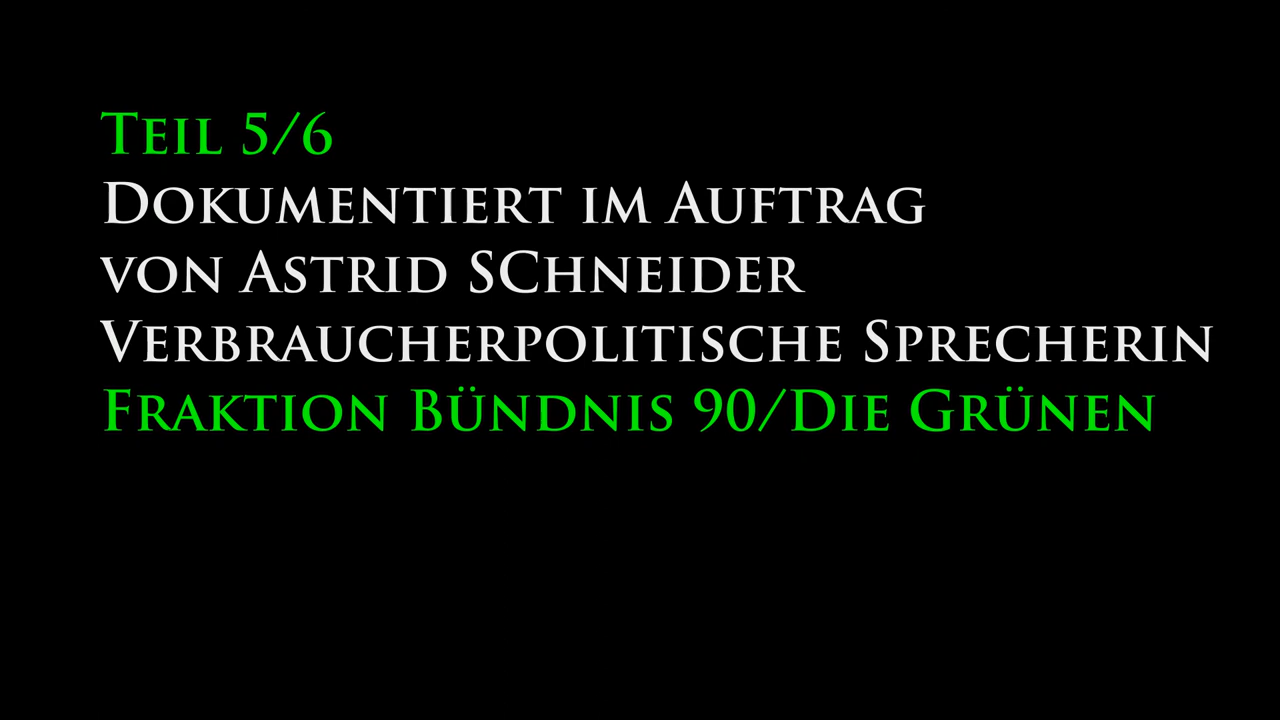 Teil 5/6
Dokumentiert im Auftrag
von Astrid SChneider
Verbraucherpolitische Sprecherin
Fraktion Bündnis 90/Die Grünen